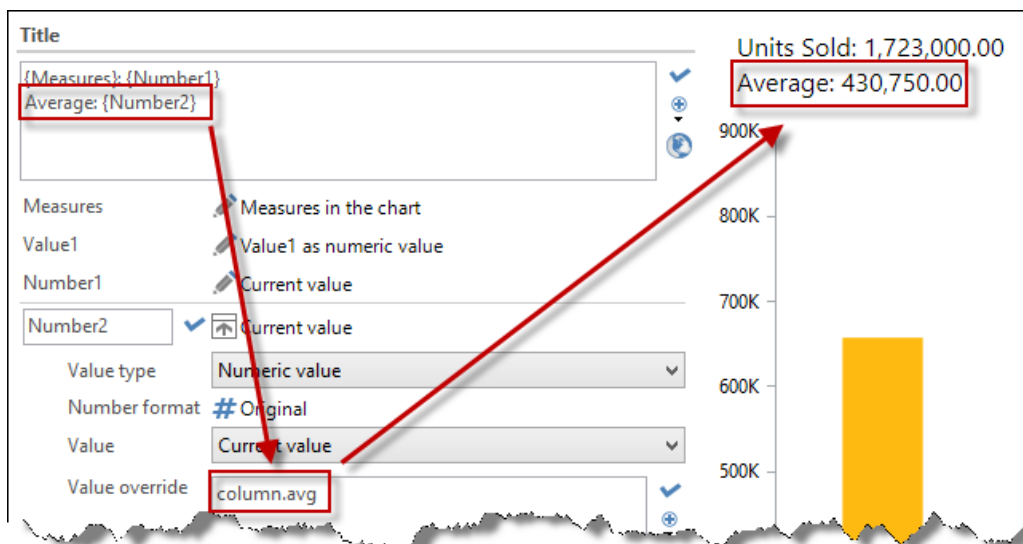 Title
{Measures}: {Number1}
Average: {Number2}
Measures
Measures in the chart
Value1
Value1 as numeric value
Number1
Current value
Number2
Current value
Value type
Numeric value
Number format
# Original
Value
Current value
Value override
column.avg
Units Sold: 1,723,000.00
Average: 430,750.00
900K
800K
700K
600K
500K